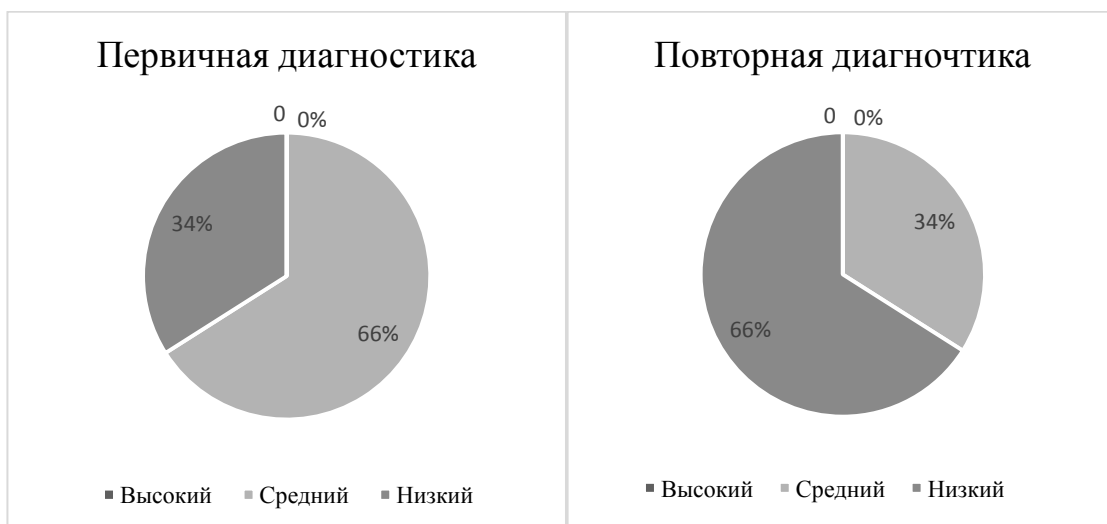 Первичная диагностика
0 0%
34%
66%
Высокий Средний Низкий
Повторная диагночтика
0 0%
34%
66%
Высокий Средний Низкий